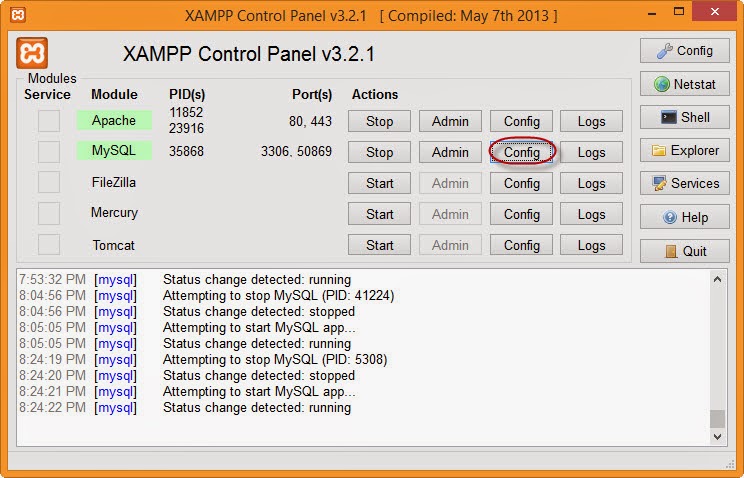 XAMPP Control Panel v3.2.1 [ Compiled: May 7th 2013 ]
XAMPP Control Panel v3.2.1
Config
Modules
Service Module PID(s) Port(s) Actions
Netstat
Apache 11852 23916 80, 443 Stop Admin Config Logs
Shell
MySQL 35868 3306, 50869 Stop Admin Config Logs
Explorer
FileZilla Start Admin Config Logs
Services
Mercury Start Admin Config Logs
Help
Tomcat Start Admin Config Logs
Quit
7:53:32 PM [mysql] Status change detected: running
8:04:56 PM [mysql] Attempting to stop MySQL (PID: 41224)
8:04:56 PM [mysql] Status change detected: stopped
8:05:05 PM [mysql] Attempting to start MySQL app...
8:05:05 PM [mysql] Status change detected: running
8:24:19 PM [mysql] Attempting to stop MySQL (PID: 5308)
8:24:20 PM [mysql] Status change detected: stopped
8:24:21 PM [mysql] Attempting to start MySQL app...
8:24:22 PM [mysql] Status change detected: running